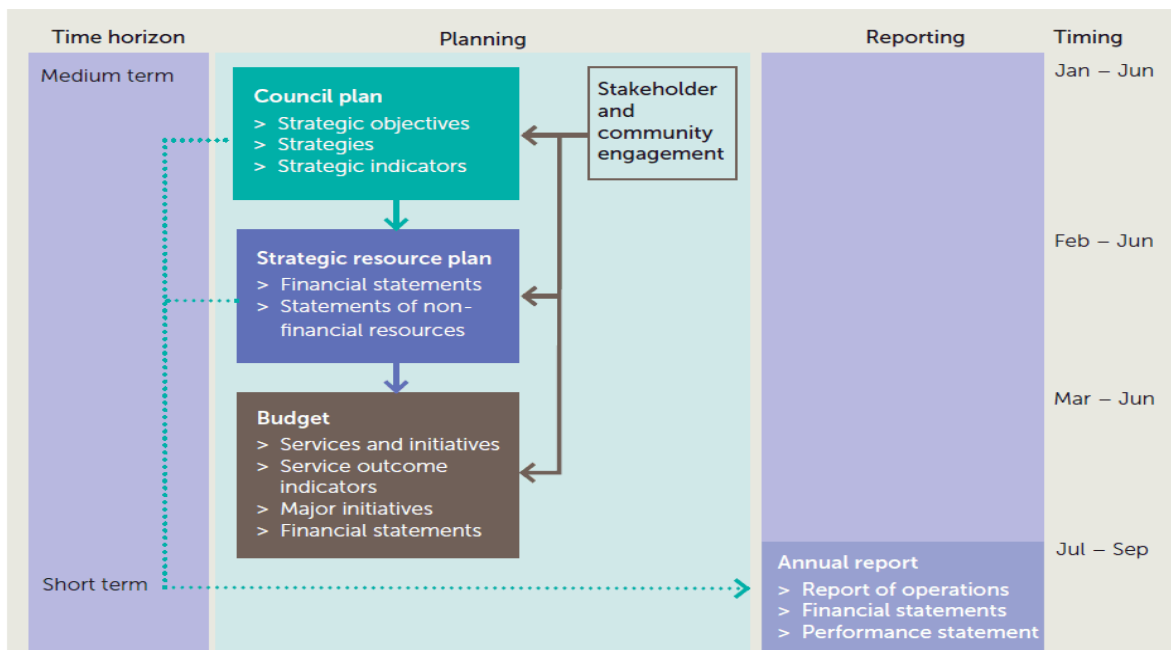 Time horizon
Planning
Reporting
Timing
Medium term
Council plan
> Strategic objectives
> Strategies
> Strategic indicators
Stakeholder
and
community
engagement
Jan – Jun
Strategic resource plan
> Financial statements
> Statements of non-
financial resources
Feb – Jun
Budget
> Services and initiatives
> Service outcome
indicators
> Major initiatives
> Financial statements
Mar – Jun
Short term
Annual report
> Report of operations
> Financial statements
> Performance statement
Jul – Sep